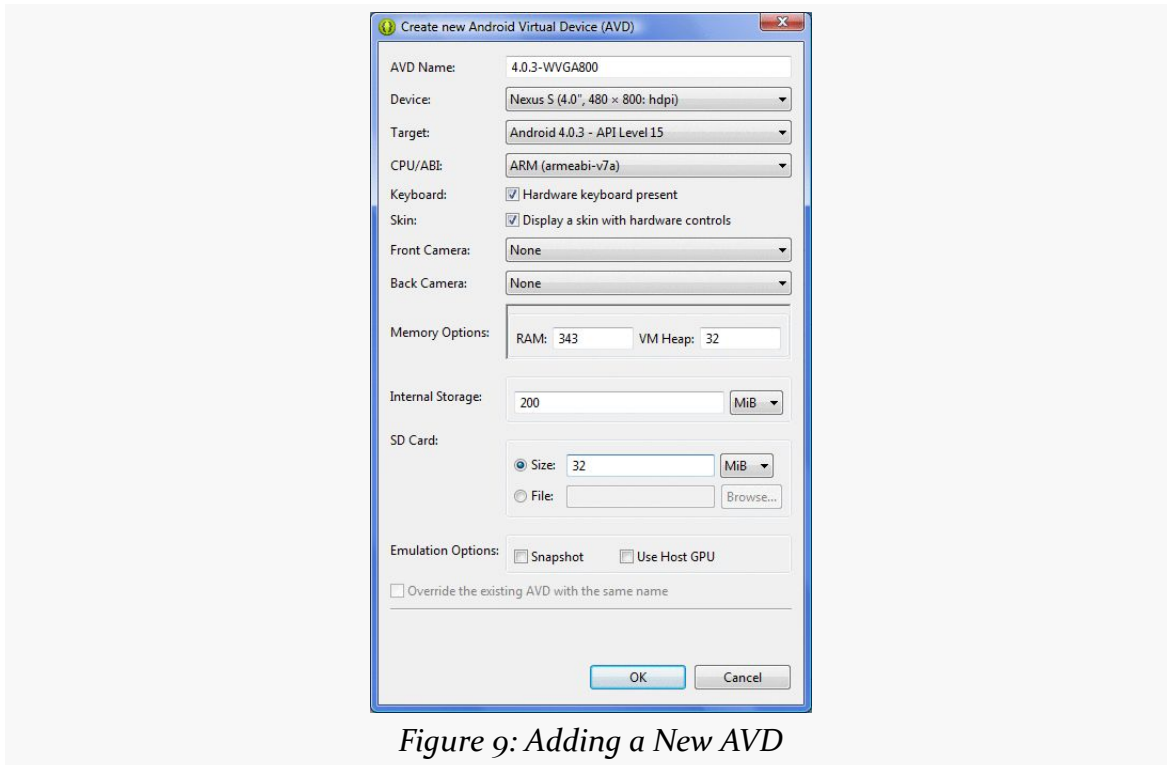 Create new Android Virtual Device (AVD)
AVD Name: 4.0.3-WVGA800
Device: Nexus S (4.0", 480 × 800: hdpi)
Target: Android 4.0.3 - API Level 15
CPU/ABI: ARM (armeabi-v7a)
Keyboard: Hardware keyboard present
Skin: Display a skin with hardware controls
Front Camera: None
Back Camera: None
Memory Options: RAM: 343 VM Heap: 32
Internal Storage: 200 MiB
SD Card:
Size: 32 MiB
File: Browse...
Emulation Options: Snapshot Use Host GPU
Override the existing AVD with the same name
OK Cancel
Figure 9: Adding a New AVD